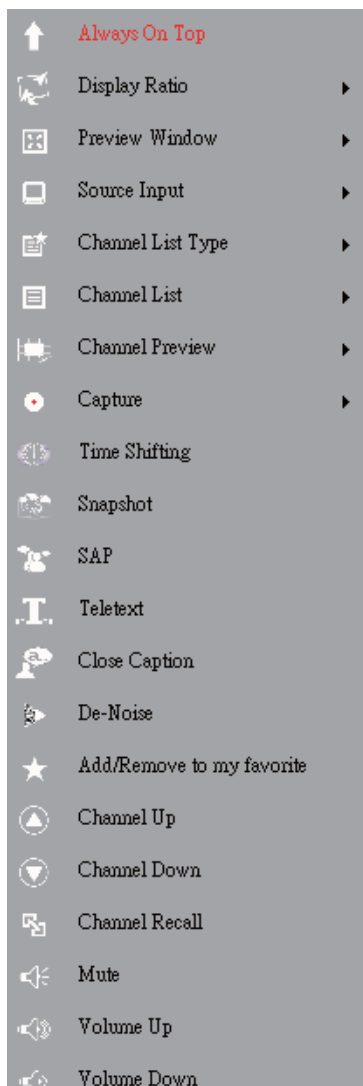 Always On Top
Display Ratio
Preview Window
Source Input
Channel List Type
Channel List
Channel Preview
Capture
Time Shifting
Snapshot
SAP
Teletext
Close Caption
De-Noise
Add/Remove to my favorite
Channel Up
Channel Down
Channel Recall
Mute
Volume Up
Volume Down